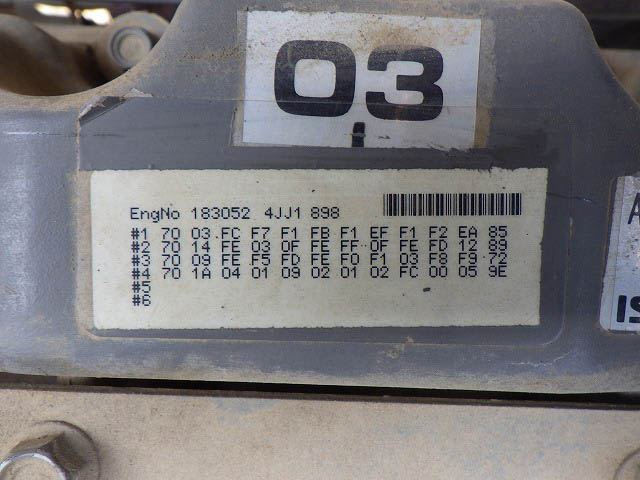 03
EngNo 183052 4JJ1 898
#1 70 03 FC F7 F1 FB F1 EF F1 F2 EA 85
#2 70 14 FE 03 0F FE FF 0F FE FD 12 89
#3 70 09 FE F5 FD FE F0 F1 03 F8 F9 72
#4 70 1A 04 01 09 02 01 02 FC 00 05 9E
#5
#6
A
IS